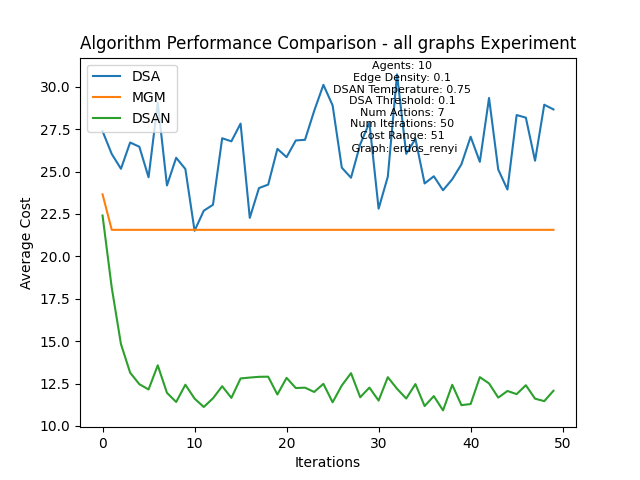 Algorithm Performance Comparison - all graphs Experiment
DSA
MGM
DSAN
Agents: 10
Edge Density: 0.1
DSAN Temperature: 0.75
DSA Threshold: 0.1
Num Actions: 7
Num Iterations: 50
Cost Range: 51
Graph: erdos_renyi
Average Cost
30.0
27.5
25.0
22.5
20.0
17.5
15.0
12.5
10.0
0 10 20 30 40 50
Iterations